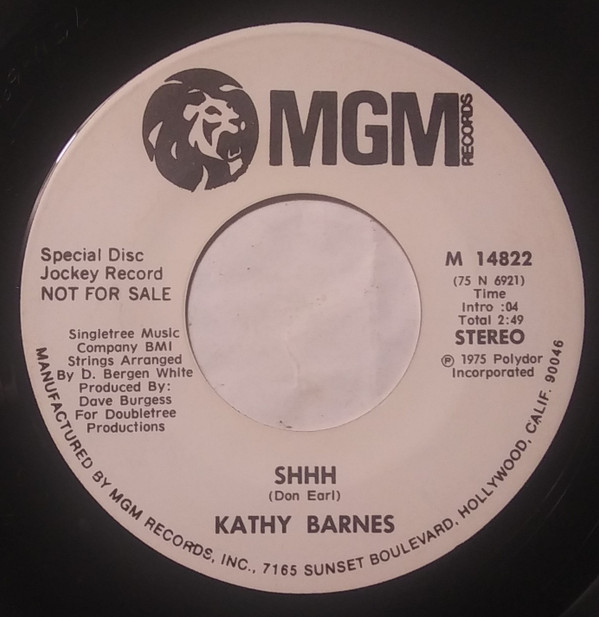 MGM RECORDS
Special Disc
Jockey Record
NOT FOR SALE
M 14822
(75 N 6921)
Time
Intro :04
Total 2:49
STEREO
℗ 1975 Polydor
Incorporated
Singletree Music
Company BMI
Strings Arranged
By D. Bergen White
Produced By:
Dave Burgess
For Doubletree
Productions
SHHH
(Don Earl)
KATHY BARNES
MANUFACTURED BY MGM RECORDS, INC., 7165 SUNSET BOULEVARD, HOLLYWOOD, CALIF. 90046